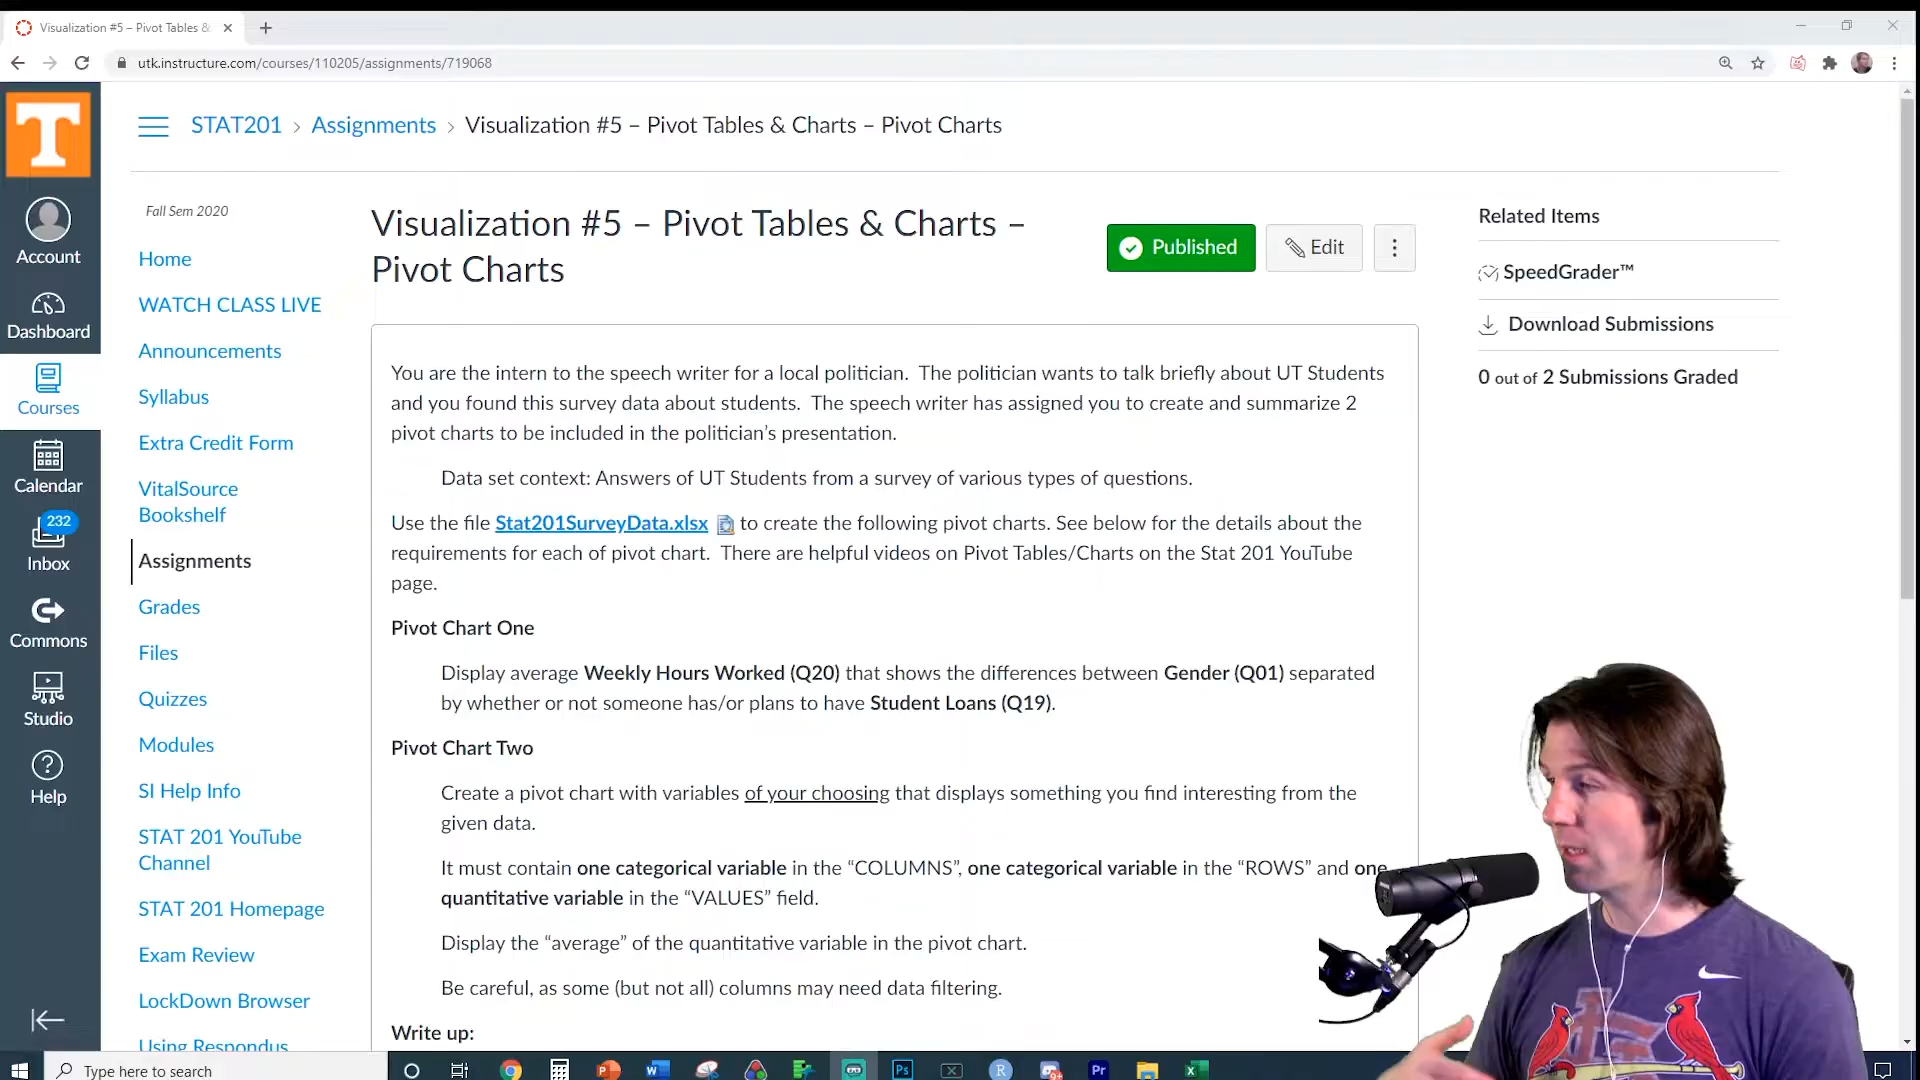 Visualization #5 – Pivot Tables &
utk.instructure.com/courses/110205/assignments/719068
T
Account
Dashboard
Courses
Calendar
232
Inbox
Commons
Studio
Help
STAT201 › Assignments › Visualization #5 – Pivot Tables & Charts – Pivot Charts
Fall Sem 2020
Home
WATCH CLASS LIVE
Announcements
Syllabus
Extra Credit Form
VitalSource
Bookshelf
Assignments
Grades
Files
Quizzes
Modules
SI Help Info
STAT 201 YouTube
Channel
STAT 201 Homepage
Exam Review
LockDown Browser
Using Respondus
Visualization #5 – Pivot Tables & Charts –
Pivot Charts
Published
Edit
You are the intern to the speech writer for a local politician.  The politician wants to talk briefly about UT Students
and you found this survey data about students.  The speech writer has assigned you to create and summarize 2
pivot charts to be included in the politician’s presentation.
Data set context: Answers of UT Students from a survey of various types of questions.
Use the file Stat201SurveyData.xlsx to create the following pivot charts. See below for the details about the
requirements for each of pivot chart.  There are helpful videos on Pivot Tables/Charts on the Stat 201 YouTube
page.
Pivot Chart One
Display average Weekly Hours Worked (Q20) that shows the differences between Gender (Q01) separated
by whether or not someone has/or plans to have Student Loans (Q19).
Pivot Chart Two
Create a pivot chart with variables of your choosing that displays something you find interesting from the
given data.
It must contain one categorical variable in the “COLUMNS”, one categorical variable in the “ROWS” and one
quantitative variable in the “VALUES” field.
Display the “average” of the quantitative variable in the pivot chart.
Be careful, as some (but not all) columns may need data filtering.
Write up:
Related Items
SpeedGrader™
Download Submissions
0 out of 2 Submissions Graded
Type here to search
Ps
R
Pr